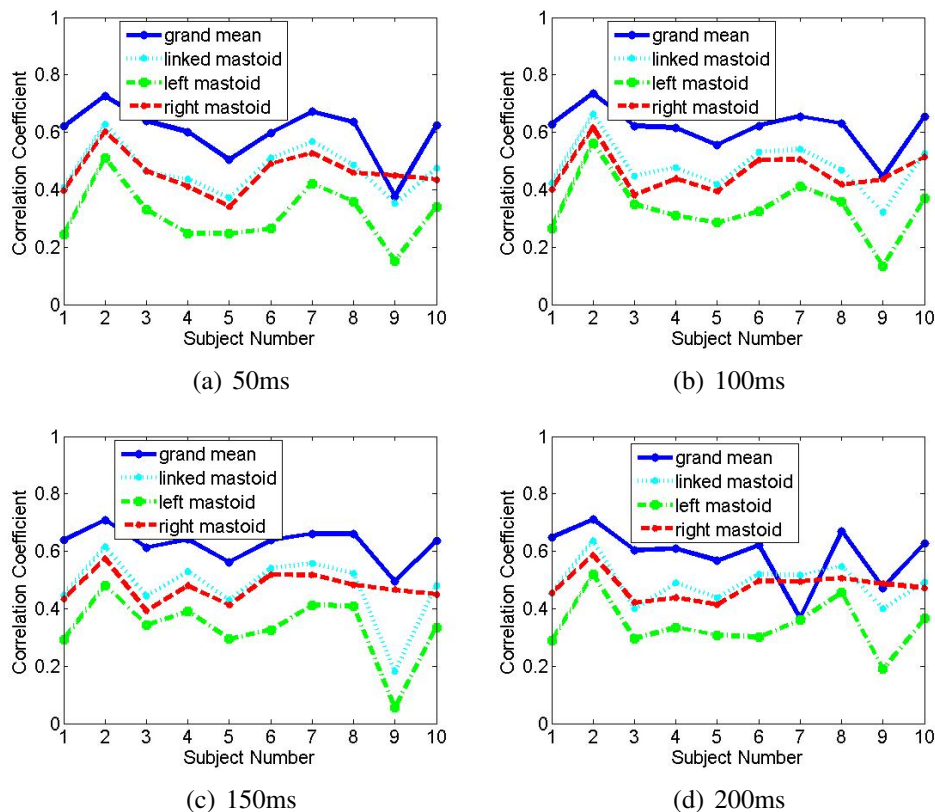 1
0.8
0.6
0.4
0.2
0
Correlation Coefficient
grand mean
linked mastoid
left mastoid
right mastoid
1 2 3 4 5 6 7 8 9 10
Subject Number
(a) 50ms
1
0.8
0.6
0.4
0.2
0
Correlation Coefficient
grand mean
linked mastoid
left mastoid
right mastoid
1 2 3 4 5 6 7 8 9 10
Subject Number
(b) 100ms
1
0.8
0.6
0.4
0.2
0
Correlation Coefficient
grand mean
linked mastoid
left mastoid
right mastoid
1 2 3 4 5 6 7 8 9 10
Subject Number
(c) 150ms
1
0.8
0.6
0.4
0.2
0
Correlation Coefficient
grand mean
linked mastoid
left mastoid
right mastoid
1 2 3 4 5 6 7 8 9 10
Subject Number
(d) 200ms